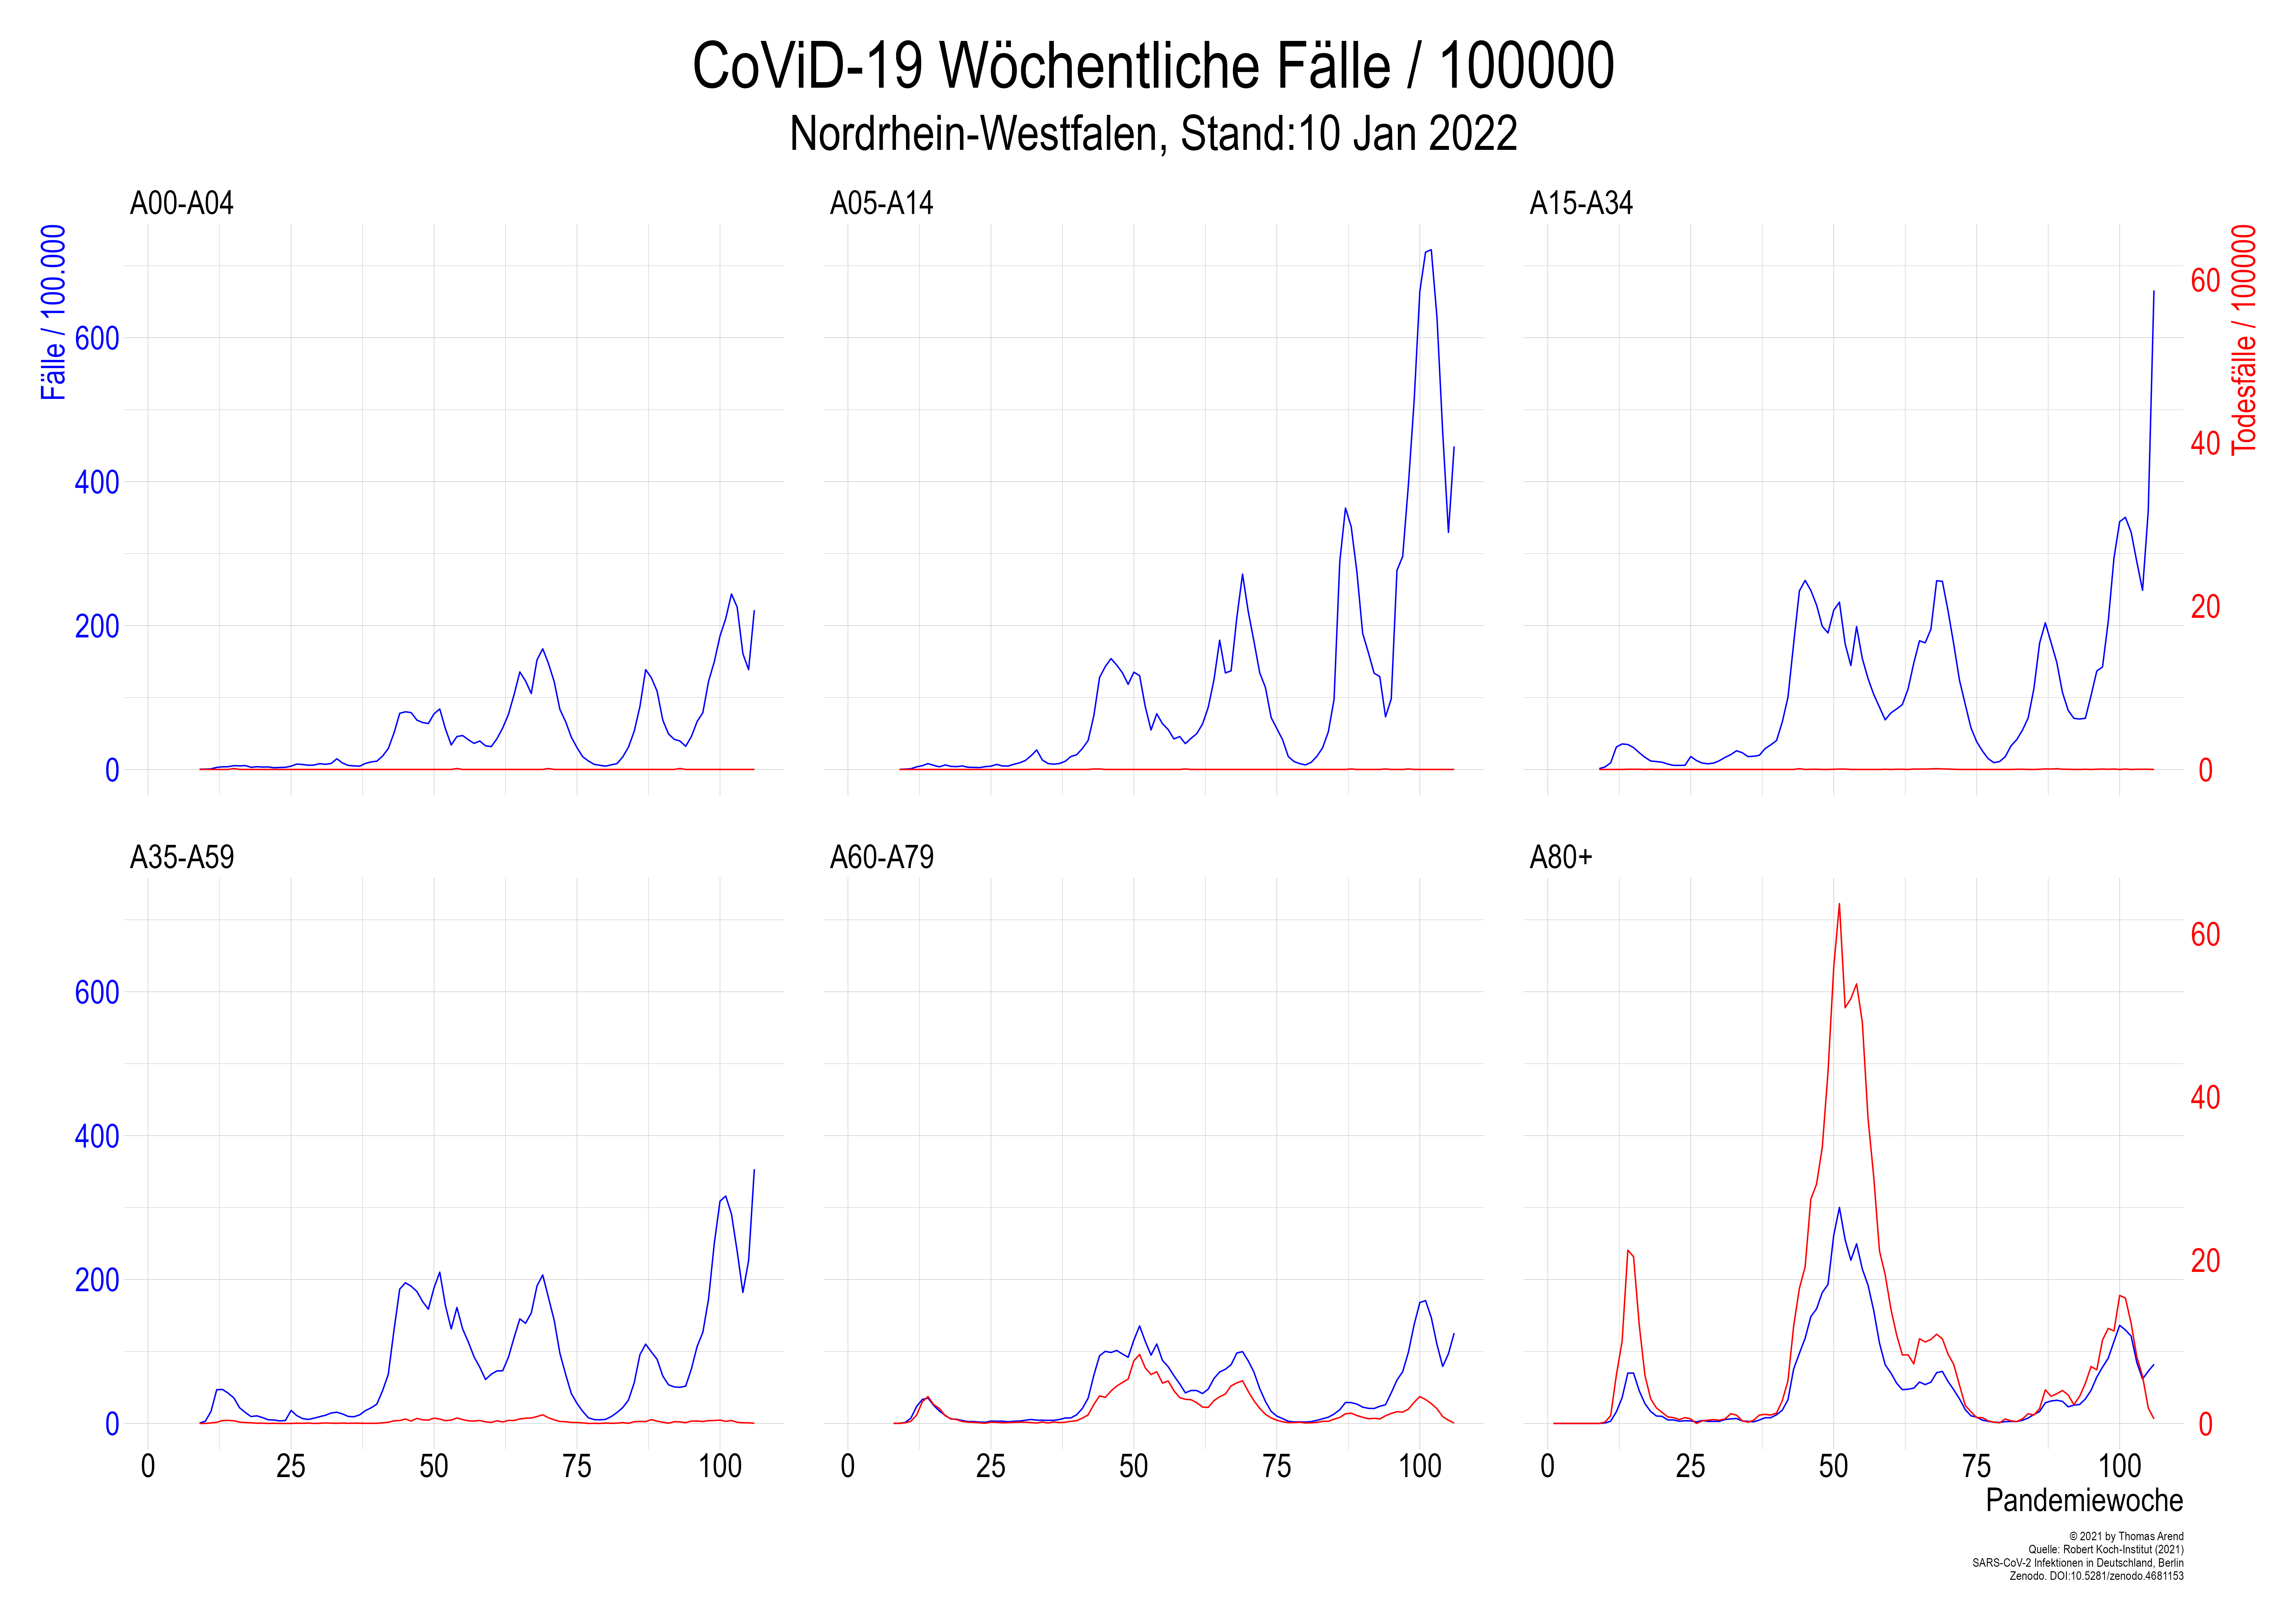 CoViD-19 Wöchentliche Fälle / 100000
Nordrhein-Westfalen, Stand:10 Jan 2022
A00-A04
A05-A14
A15-A34
Fälle / 100.000
600
400
200
0
60
40
20
0
Todesfälle / 100000
A35-A59
A60-A79
A80+
600
400
200
0
60
40
20
0
0 25 50 75 100
0 25 50 75 100
0 25 50 75 100
Pandemiewoche
© 2021 by Thomas Arend
Quelle: Robert Koch-Institut (2021)
SARS-CoV-2 Infektionen in Deutschland, Berlin
Zenodo. DOI:10.5281/zenodo.4681153